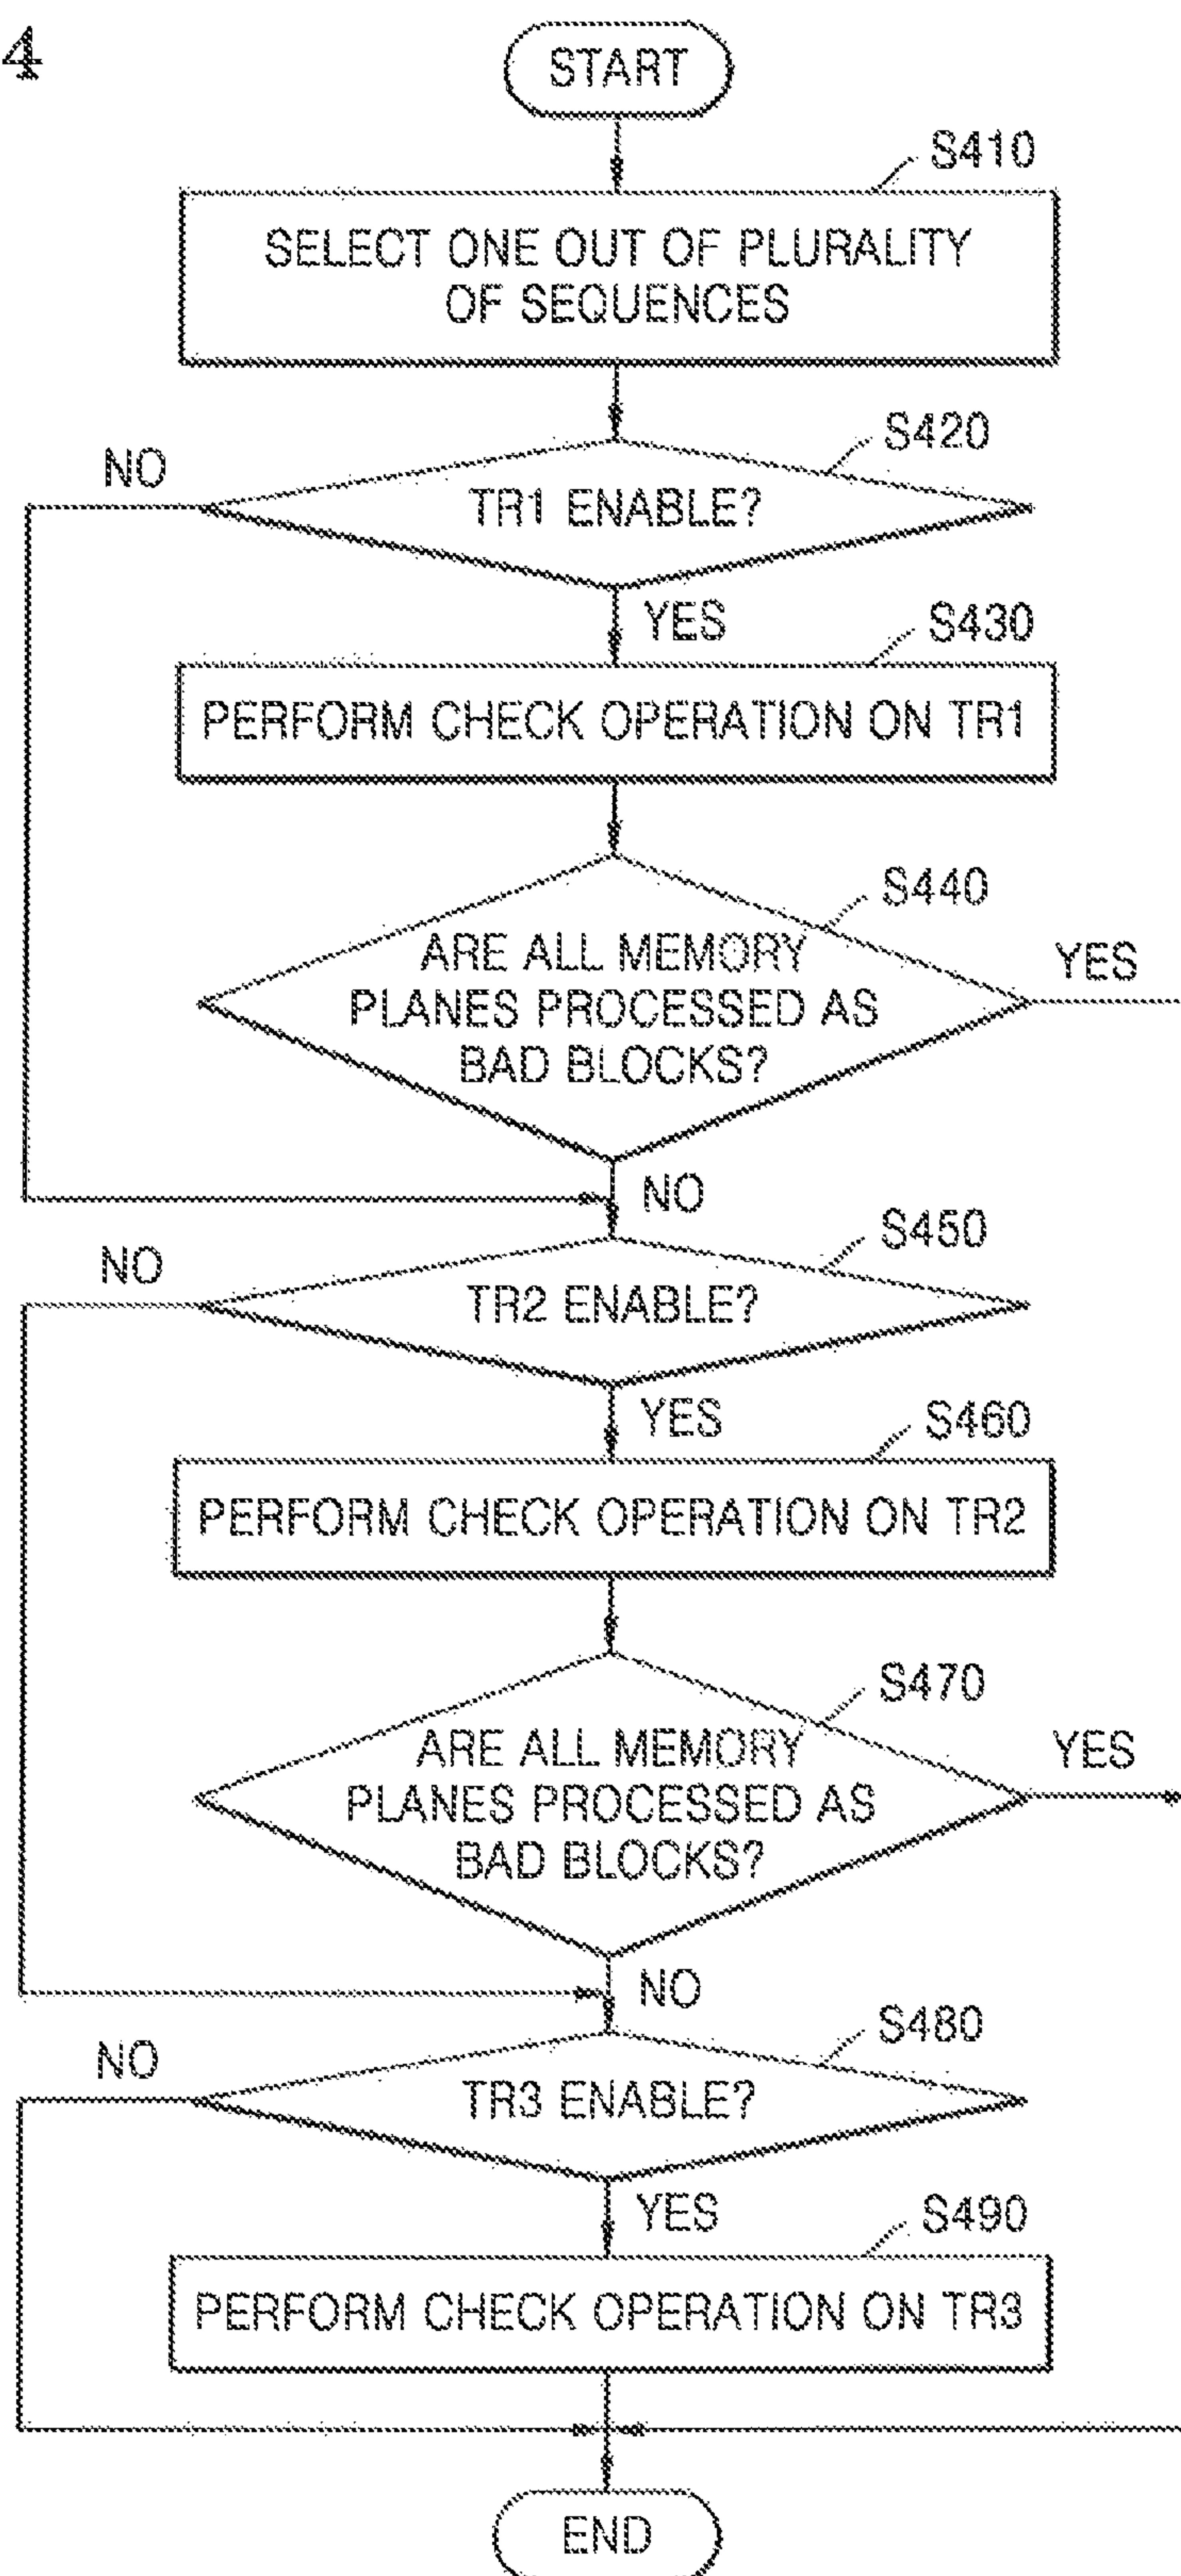 4
START
S410
SELECT ONE OUT OF PLURALITY
OF SEQUENCES
S420
NO
TR1 ENABLE?
YES
S430
PERFORM CHECK OPERATION ON TR1
S440
ARE ALL MEMORY
PLANES PROCESSED AS
BAD BLOCKS?
YES
NO
S450
NO
TR2 ENABLE?
YES
S460
PERFORM CHECK OPERATION ON TR2
S470
ARE ALL MEMORY
PLANES PROCESSED AS
BAD BLOCKS?
YES
NO
S480
NO
TR3 ENABLE?
YES
S490
PERFORM CHECK OPERATION ON TR3
END